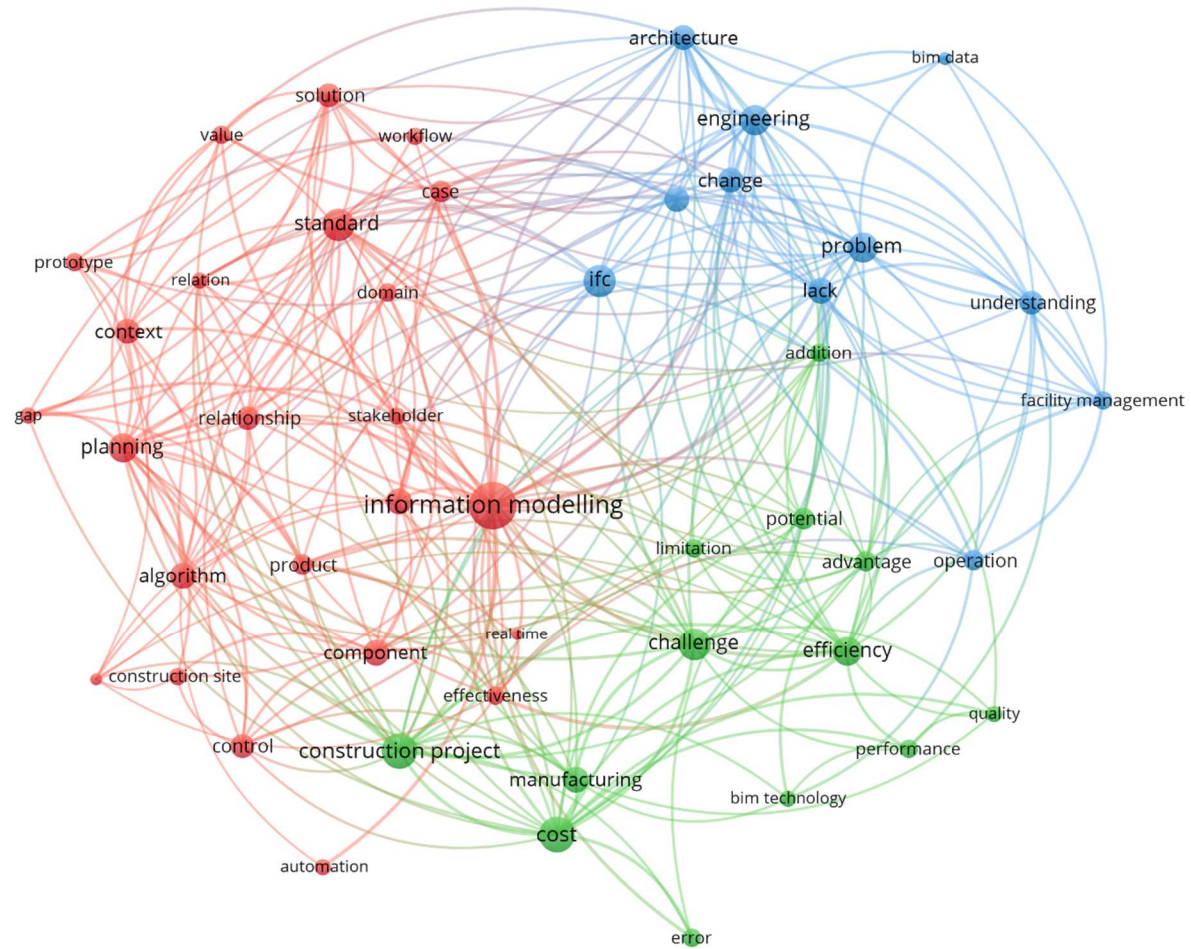 architecture
bim data
solution
engineering
value
workflow
change
case
standard
problem
prototype
relation
ifc
domain
lack
understanding
context
addition
facility management
gap
relationship
stakeholder
planning
information modelling
potential
limitation
product
advantage
operation
algorithm
real time
challenge
component
efficiency
construction site
effectiveness
quality
control
construction project
performance
manufacturing
bim technology
cost
automation
error